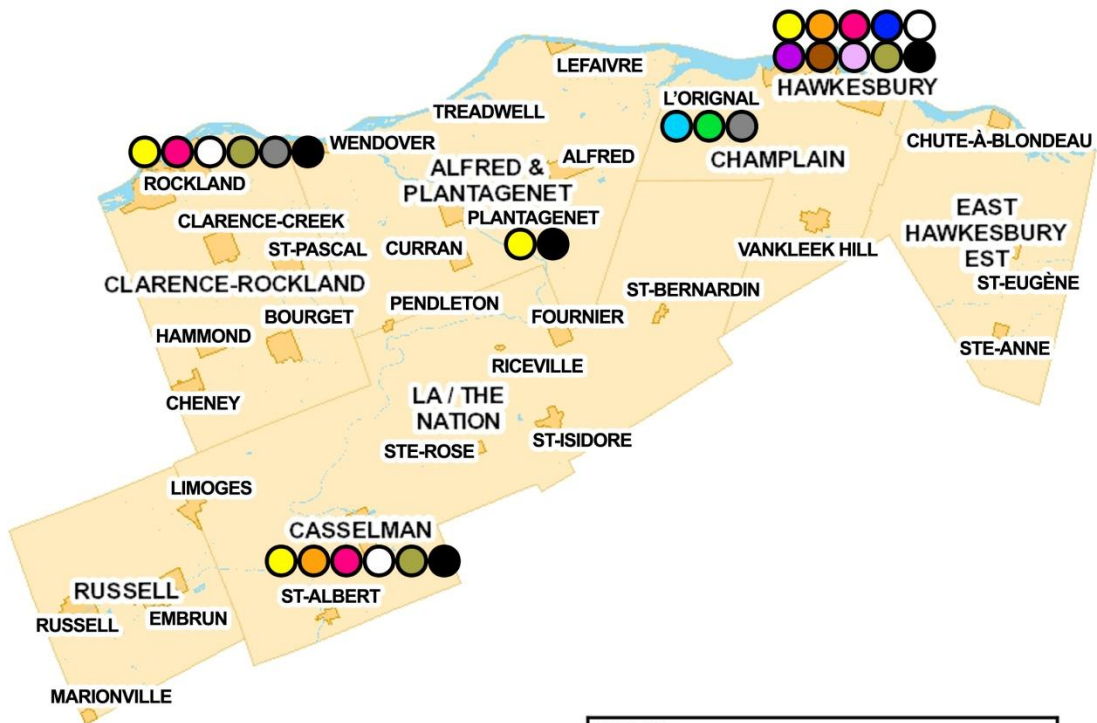 LEFAIVRE
HAWKESBURY
L'ORIGNAL
TREADWELL
WENDOVER
CHUTE-À-BLONDEAU
ALFRED
CHAMPLAIN
ALFRED &
PLANTAGENET
ROCKLAND
PLANTAGENET
CLARENCE-CREEK
EAST
HAWKESBURY
EST
ST-PASCAL
CURRAN
VANKLEEK HILL
CLARENCE-ROCKLAND
ST-EUGÈNE
ST-BERNARDIN
PENDLETON
BOURGET
FOURNIER
HAMMOND
STE-ANNE
RICEVILLE
CHENEY
LA / THE
NATION
STE-ROSE
ST-ISIDORE
LIMOGES
CASSELMAN
RUSSELL
ST-ALBERT
RUSSELL
EMBRUN
MARIONVILLE